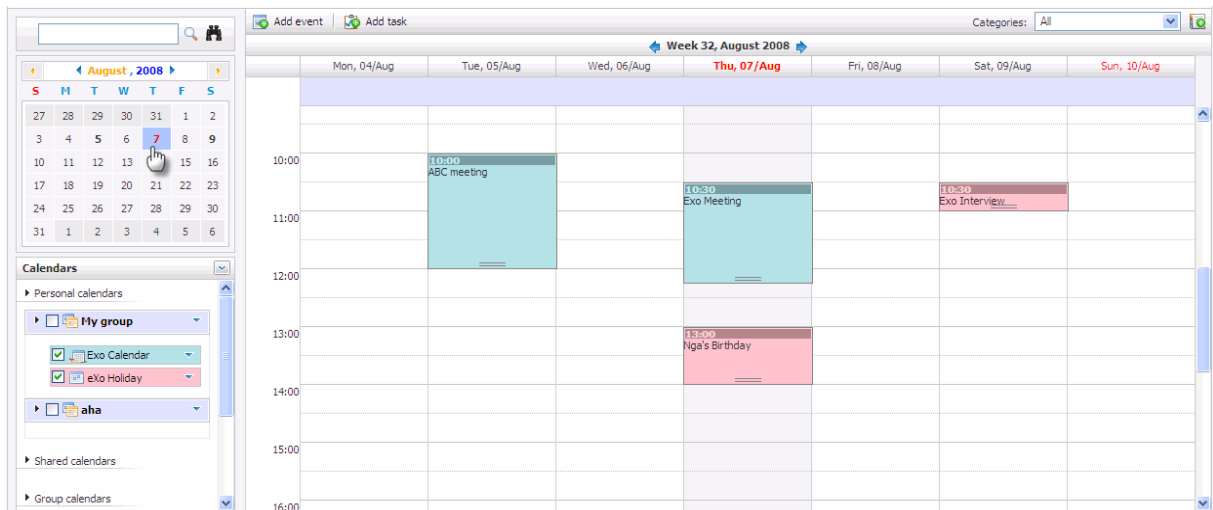 Add event
Add task
Categories: All
Week 32, August 2008
August , 2008
S M T W T F S
27 28 29 30 31 1 2
3 4 5 6 7 8 9
10 11 12 13 15 16
17 18 19 20 21 22 23
24 25 26 27 28 29 30
31 1 2 3 4 5 6
Calendars
Personal calendars
My group
Exo Calendar
eXo Holiday
aha
Shared calendars
Group calendars
Mon, 04/Aug Tue, 05/Aug Wed, 06/Aug Thu, 07/Aug Fri, 08/Aug Sat, 09/Aug Sun, 10/Aug
10:00
11:00
12:00
13:00
14:00
15:00
16:00
10:00
ABC meeting
10:30
Exo Meeting
13:00
Nga's Birthday
10:30
Exo Interview